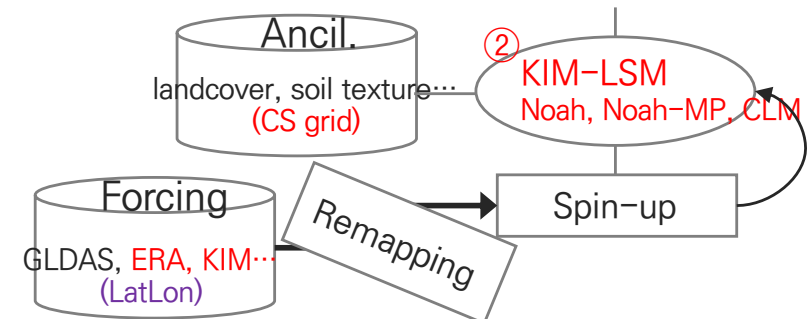 Ancil.
landcover, soil texture…
(CS grid)
②
KIM-LSM
Noah, Noah-MP, CLM
Forcing
GLDAS, ERA, KIM…
(LatLon)
Remapping
Spin-up